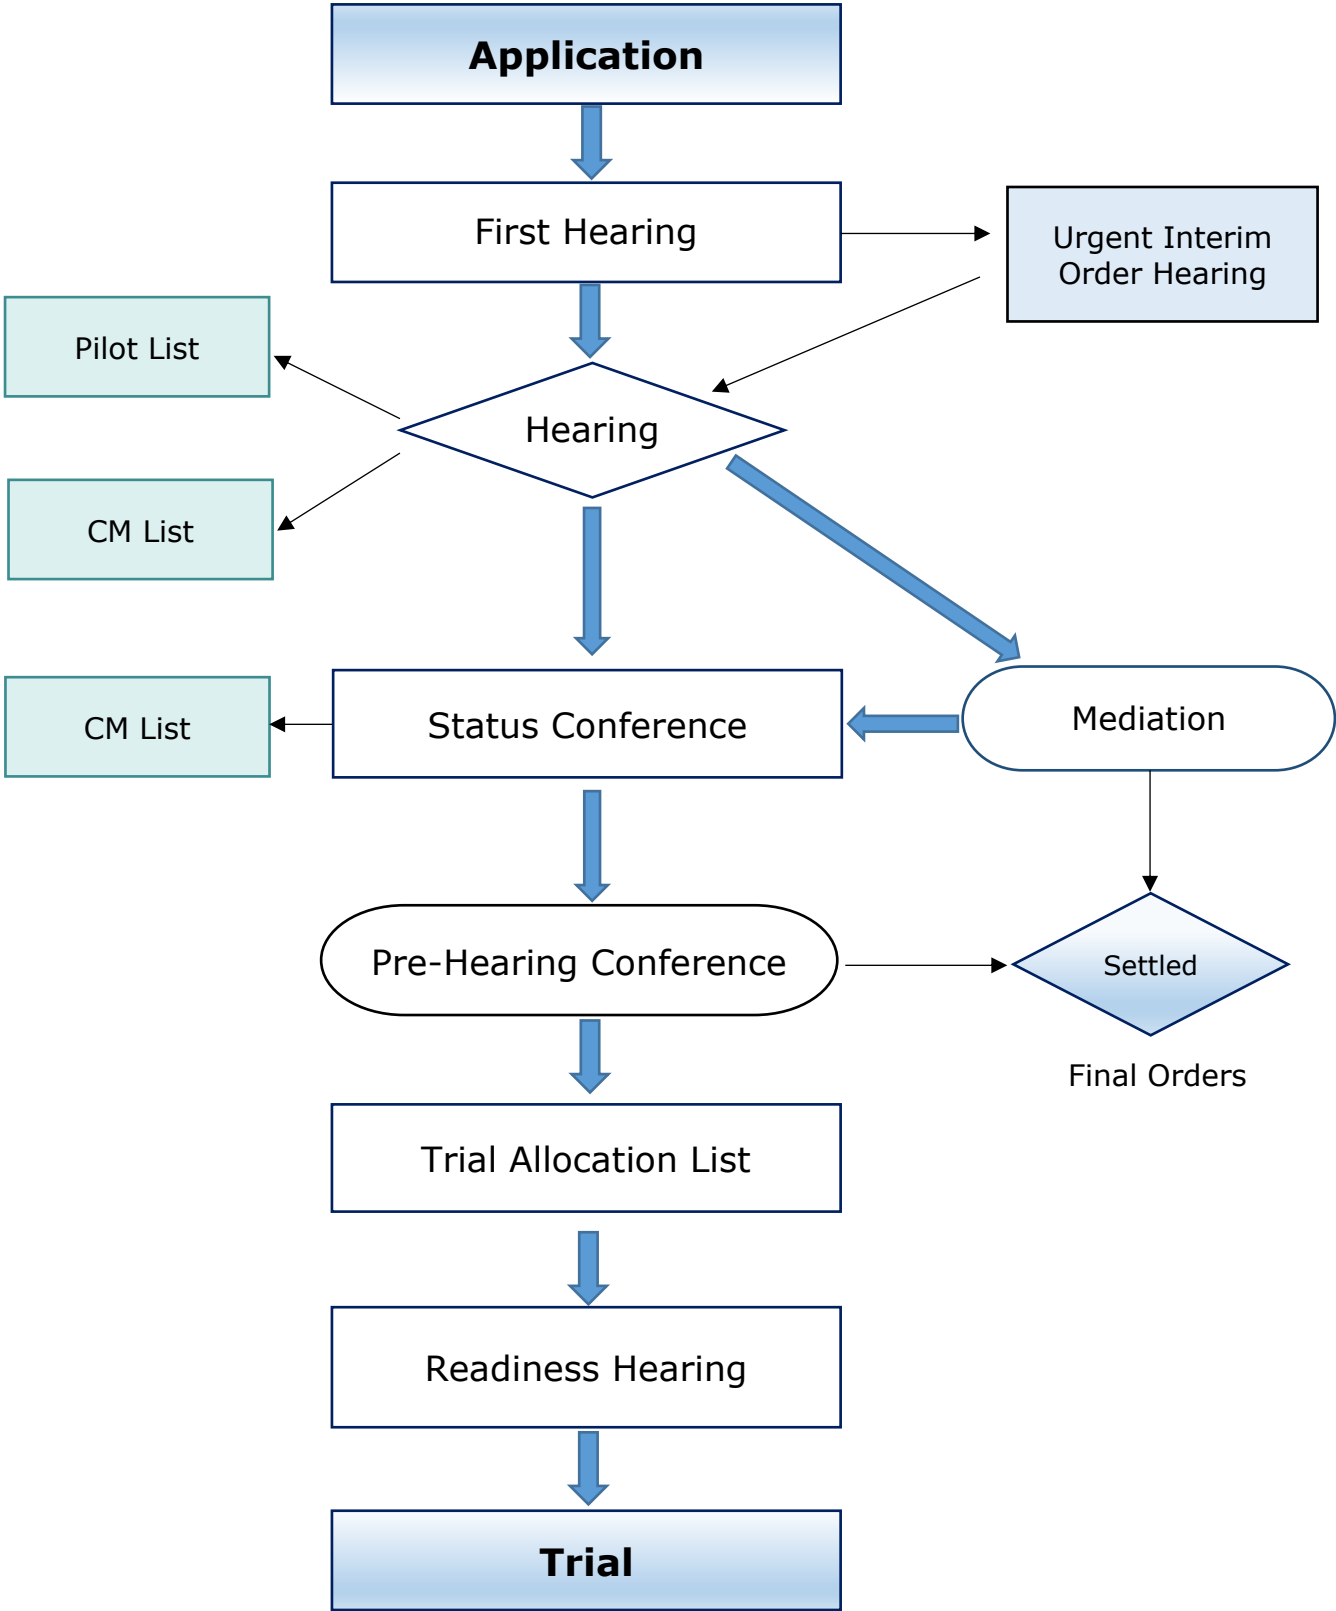 Application
First Hearing
Urgent Interim
Order Hearing
Pilot List
Hearing
CM List
CM List
Status Conference
Mediation
Pre-Hearing Conference
Settled
Final Orders
Trial Allocation List
Readiness Hearing
Trial